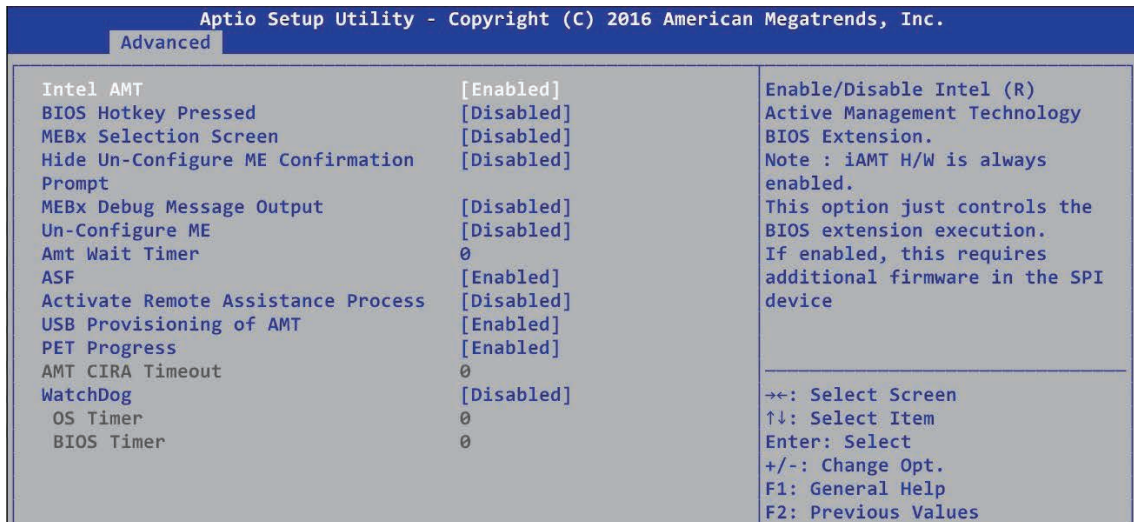 Aptio Setup Utility - Copyright (C) 2016 American Megatrends, Inc.
Advanced
Intel AMT [Enabled]
BIOS Hotkey Pressed [Disabled]
MEBx Selection Screen [Disabled]
Hide Un-Configure ME Confirmation [Disabled]
Prompt
MEBx Debug Message Output [Disabled]
Un-Configure ME [Disabled]
Amt Wait Timer 0
ASF [Enabled]
Activate Remote Assistance Process [Disabled]
USB Provisioning of AMT [Enabled]
PET Progress [Enabled]
AMT CIRA Timeout 0
WatchDog [Disabled]
OS Timer 0
BIOS Timer 0
Enable/Disable Intel (R)
Active Management Technology
BIOS Extension.
Note : iAMT H/W is always
enabled.
This option just controls the
BIOS extension execution.
If enabled, this requires
additional firmware in the SPI
device
→←: Select Screen
↑↓: Select Item
Enter: Select
+/-: Change Opt.
F1: General Help
F2: Previous Values